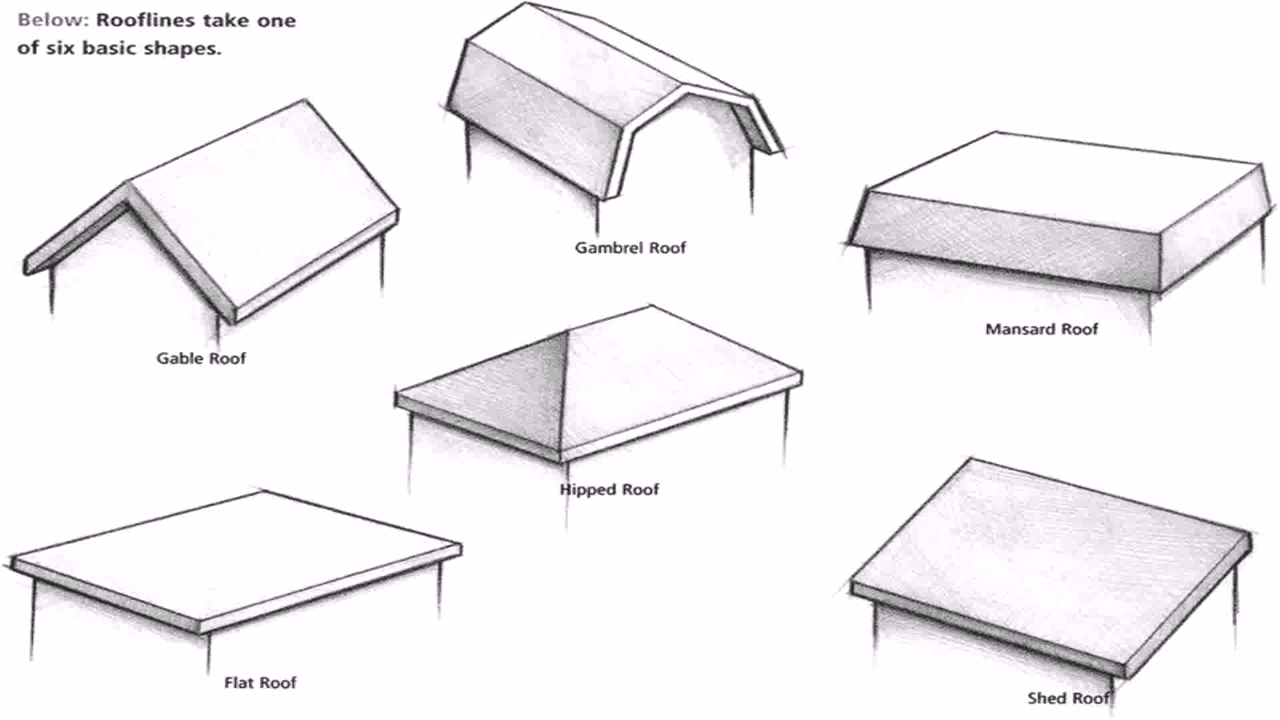 Below: Rooflines take one
of six basic shapes.
Gambrel Roof
Mansard Roof
Gable Roof
Hipped Roof
Flat Roof
Shed Roof